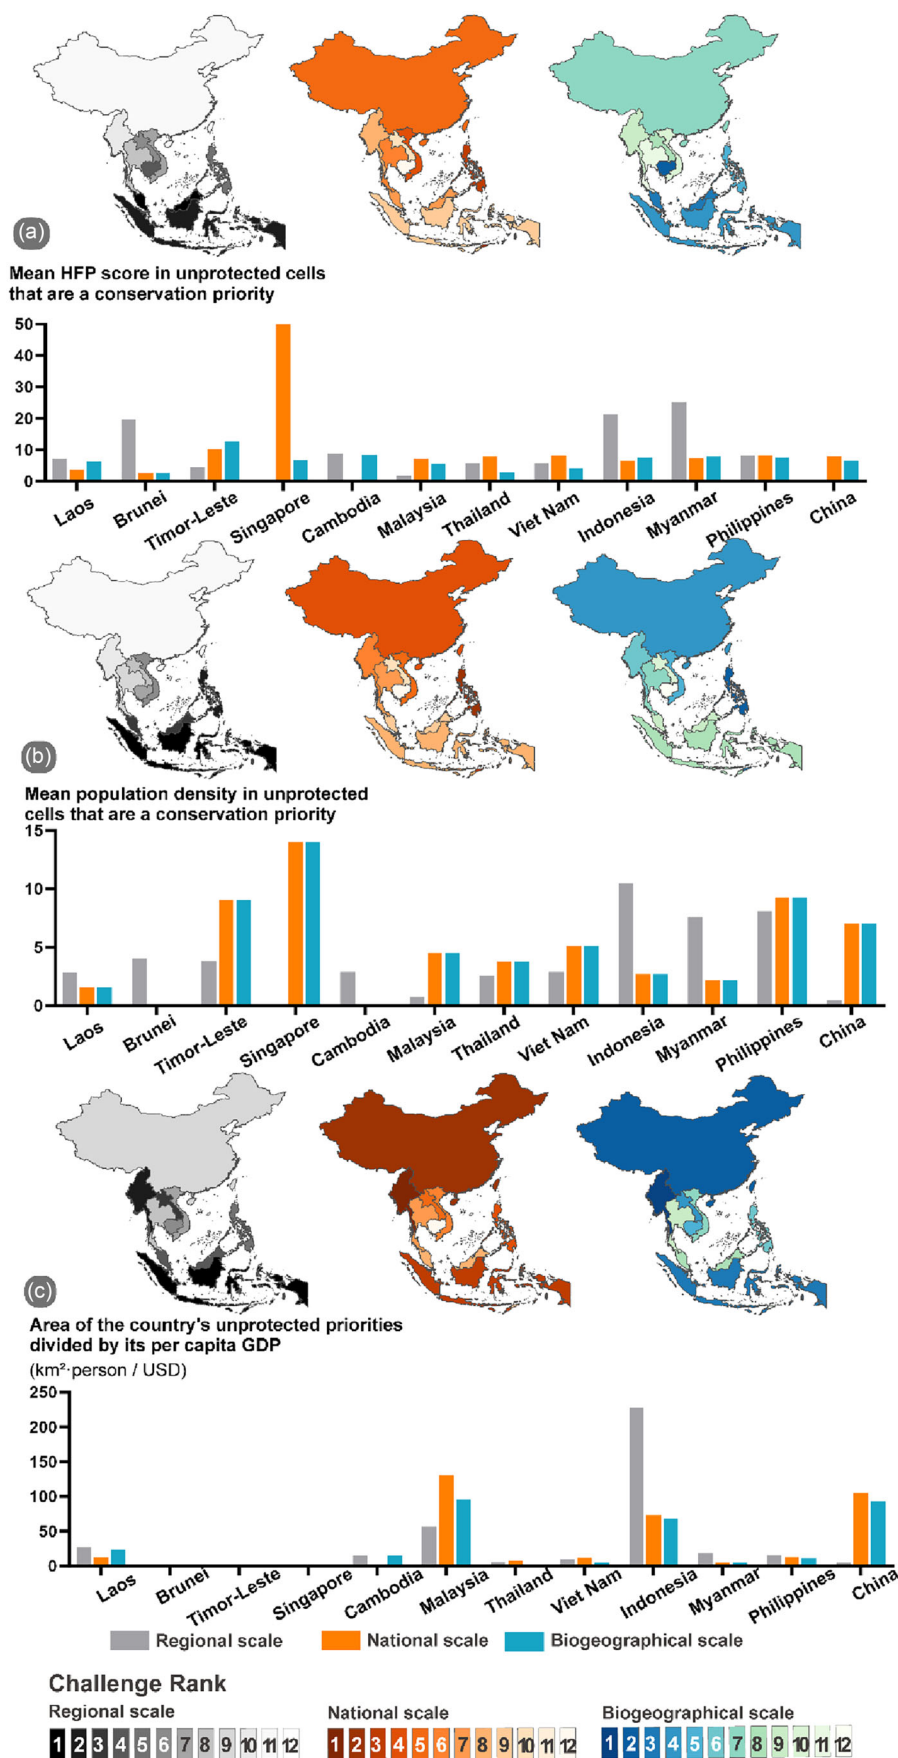 (a)
Mean HFP score in unprotected cells
that are a conservation priority
50
40
30
20
10
0
Laos Brunei Timor-Leste Singapore Cambodia Malaysia Thailand Viet Nam Indonesia Myanmar Philippines China
(b)
Mean population density in unprotected
cells that are a conservation priority
15
10
5
0
Laos Brunei Timor-Leste Singapore Cambodia Malaysia Thailand Viet Nam Indonesia Myanmar Philippines China
(c)
Area of the country's unprotected priorities
divided by its per capita GDP
(km²·person / USD)
250
200
150
100
50
0
Laos Brunei Timor-Leste Singapore Cambodia Malaysia Thailand Viet Nam Indonesia Myanmar Philippines China
Regional scale National scale Biogeographical scale
Challenge Rank
Regional scale National scale Biogeographical scale
1 2 3 4 5 6 7 8 9 10 11 12 1 2 3 4 5 6 7 8 9 10 11 12 1 2 3 4 5 6 7 8 9 10 11 12